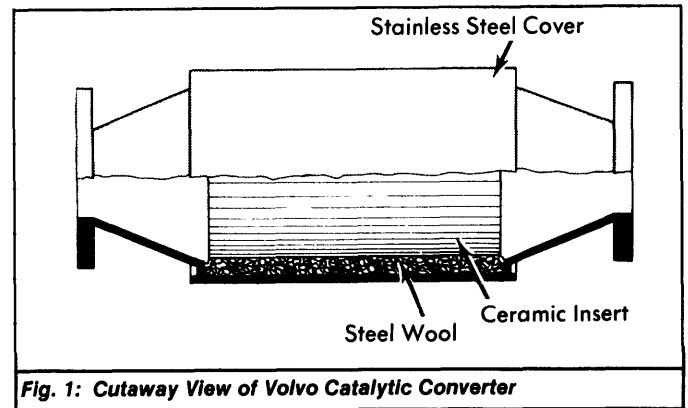 Stainless Steel Cover
Ceramic Insert
Steel Wool
Fig. 1: Cutaway View of Volvo Catalytic Converter